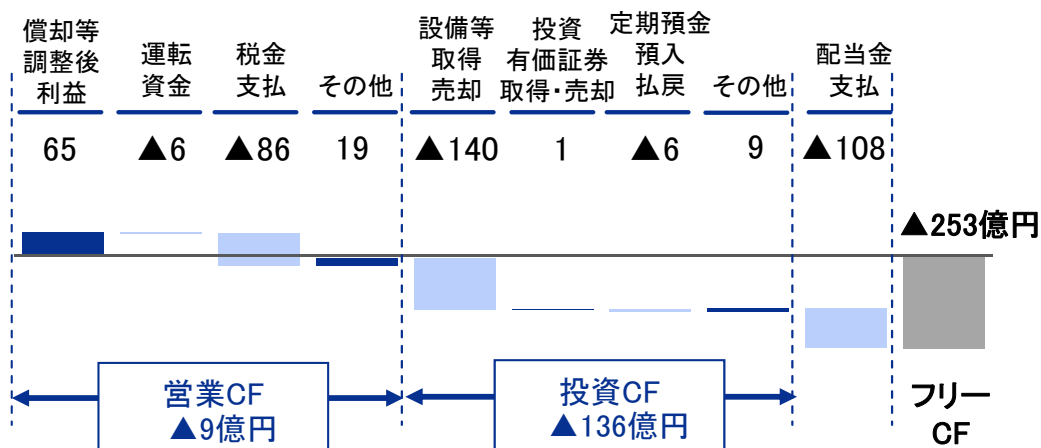 償却等
調整後
利益
運転
資金
税金
支払
その他
設備等
取得
売却
投資
有価証券
取得・売却
定期預金
預入
払戻
その他
配当金
支払
65
▲6
▲86
19
▲140
1
▲6
9
▲108
▲253億円
営業CF
▲9億円
投資CF
▲136億円
フリー
CF